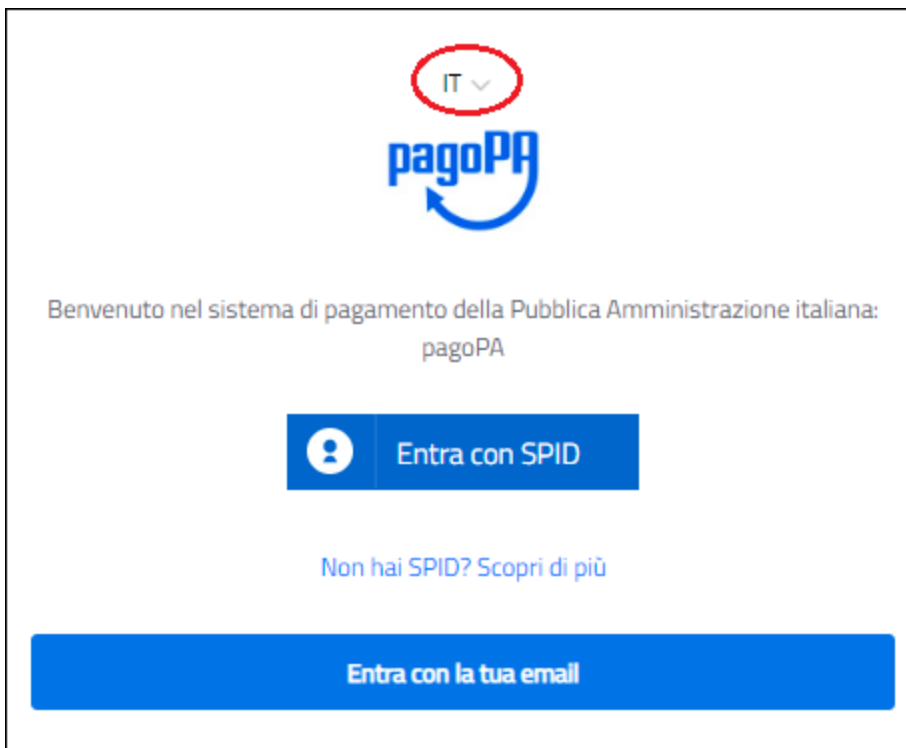 IT
pagoPA
Benvenuto nel sistema di pagamento della Pubblica Amministrazione italiana:
pagoPA
Entra con SPID
Non hai SPID? Scopri di più
Entra con la tua email